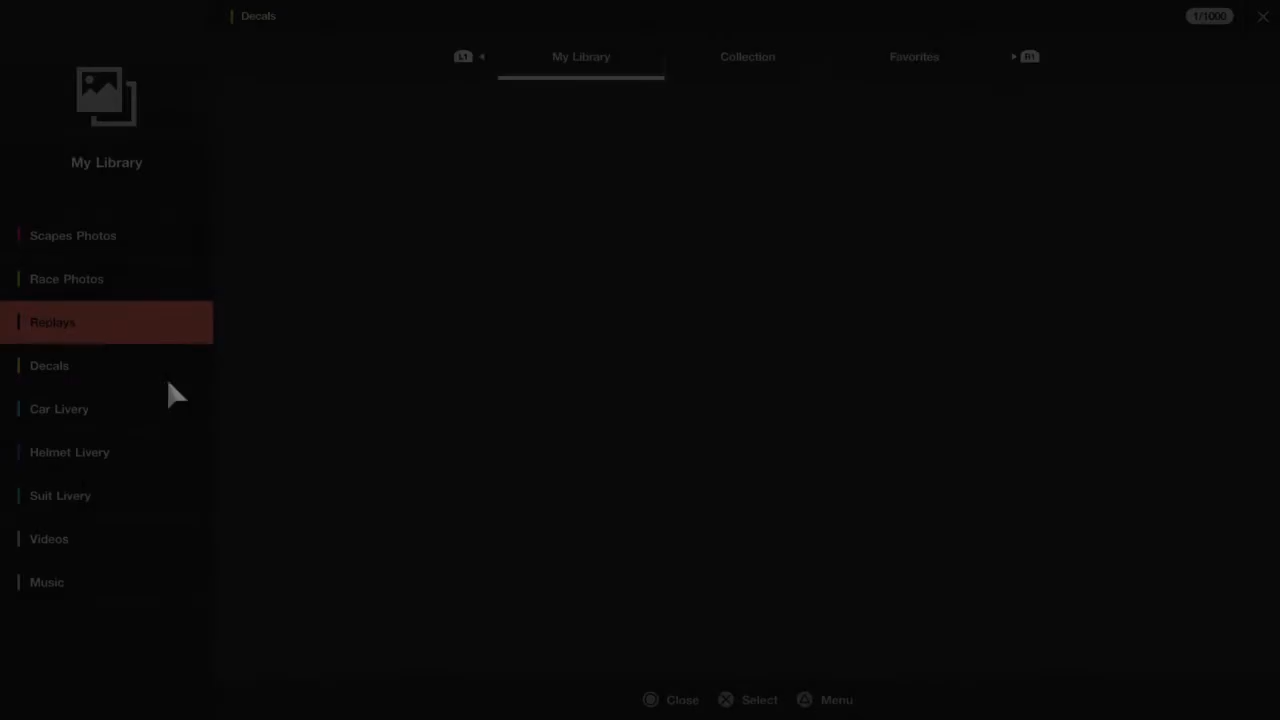 Decals
1/1000
L1
My Library
Collection
Favorites
R1
My Library
Scapes Photos
Race Photos
Replays
Decals
Car Livery
Helmet Livery
Suit Livery
Videos
Music
Close
Select
Menu